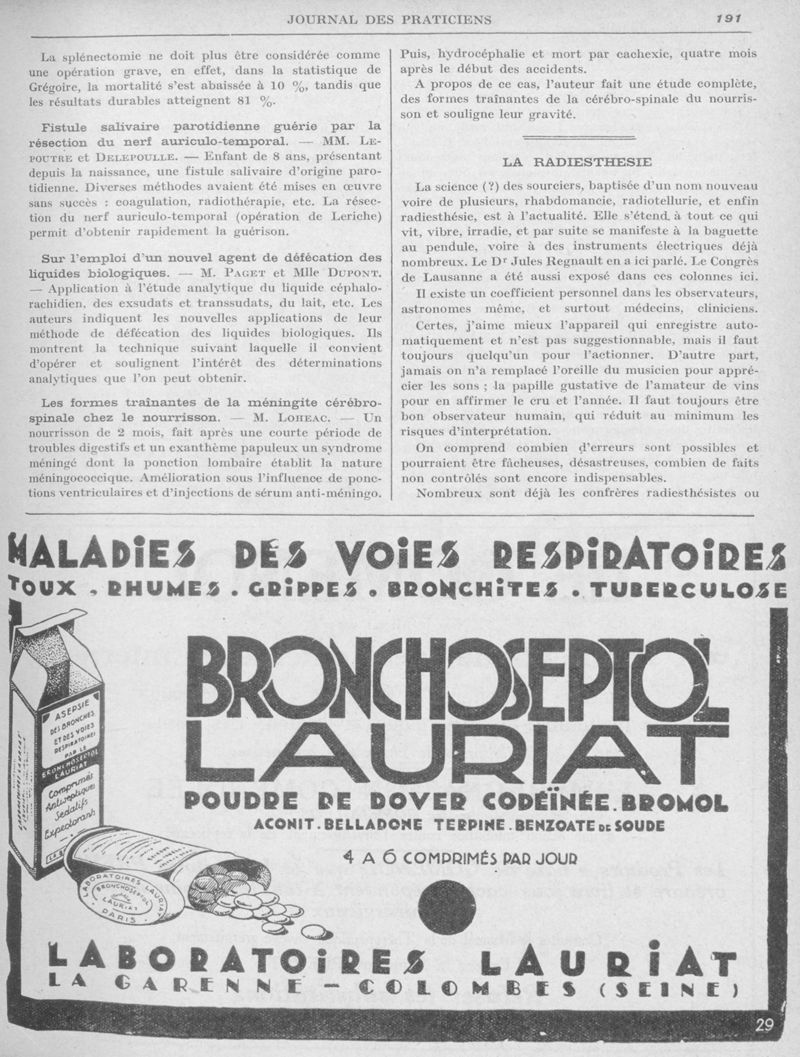 JOURNAL DES PRATICIENS
191
La splénectomie ne doit plus être considérée comme
une opération grave, en effet, dans la statistique de
Grégoire, la mortalité s'est abaissée à 10 %, tandis que
les résultats durables atteignent 81 %.
Fistule salivaire parotidienne guérie par la
résection du nerf auriculo-temporal. — MM. LE-
POUTRE et DELEPOULLE. — Enfant de 8 ans, présentant
depuis la naissance, une fistule salivaire d'origine paro-
tidienne. Diverses méthodes avaient été mises en œuvre
sans succès : coagulation, radiothérapie, etc. La résec-
tion du nerf auriculo-temporal (opération de Leriche)
permit d'obtenir rapidement la guérison.
Sur l'emploi d'un nouvel agent de défécation des
liquides biologiques. — M. PAGET et Mlle DUPONT.
— Application à l'étude analytique du liquide céphalo-
rachidien, des exsudats et transsudats, du lait, etc. Les
auteurs indiquent les nouvelles applications de leur
méthode de défécation des liquides biologiques. Ils
montrent la technique suivant laquelle il convient
d'opérer et soulignent l'intérêt des déterminations
analytiques que l'on peut obtenir.
Les formes traînantes de la méningite cérébro-
spinale chez le nourrisson. — M. LOHEAC. — Un
nourrisson de 2 mois, fait après une courte période de
troubles digestifs et un exanthème papuleux un syndrome
méningé dont la ponction lombaire établit la nature
méningococcique. Amélioration sous l'influence de ponc-
tions ventriculaires et d'injections de sérum anti-méningo.
Puis, hydrocéphalie et mort par cachexie, quatre mois
après le début des accidents.
A propos de ce cas, l'auteur fait une étude complète,
des formes traînantes de la cérébro-spinale du nourris-
son et souligne leur gravité.
LA RADIESTHESIE
La science (?) des sourciers, baptisée d'un nom nouveau
voire de plusieurs, rhabdomancie, radiotellurie, et enfin
radiesthésie, est à l'actualité. Elle s'étend à tout ce qui
vit, vibre, irradie, et par suite se manifeste à la baguette
au pendule, voire à des instruments électriques déjà
nombreux. Le Dr Jules Regnault en a ici parlé. Le Congrès
de Lausanne a été aussi exposé dans ces colonnes ici.
Il existe un coefficient personnel dans les observateurs,
astronomes même, et surtout médecins, cliniciens.
Certes, j'aime mieux l'appareil qui enregistre auto-
matiquement et n'est pas suggestionnable, mais il faut
toujours quelqu'un pour l'actionner. D'autre part,
jamais on n'a remplacé l'oreille du musicien pour appré-
cier les sons ; la papille gustative de l'amateur de vins
pour en affirmer le cru et l'année. Il faut toujours être
bon observateur humain, qui réduit au minimum les
risques d'interprétation.
On comprend combien d'erreurs sont possibles et
pourraient être fâcheuses, désastreuses, combien de faits
non contrôlés sont encore indispensables.
Nombreux sont déjà les confrères radiesthésistes ou
MALADIES DES VOIES RESPIRATOIRES
TOUX . RHUMES . GRIPPES . BRONCHITES . TUBERCULOSE
ASEPSIE
DES BRONCHES
ET DES VOIES
RESPIRATOIRES
PAR LE
BRONCHOSEPTOL
LAURIAT
Comprimés
Antiseptiques
Sédatifs
Expectorants
LABORATOIRES LAURIAT
BRONCHOSEPTOL
LAURIAT
PARIS
BRONCHOSEPTOL
LAURIAT
POUDRE DE DOVER CODÉÏNÉE.BROMOL
ACONIT.BELLADONE TERPINE.BENZOATE DE SOUDE
4 A 6 COMPRIMÉS PAR JOUR
LABORATOIRES LAURIAT
LA GARENNE - COLOMBES (SEINE)
29